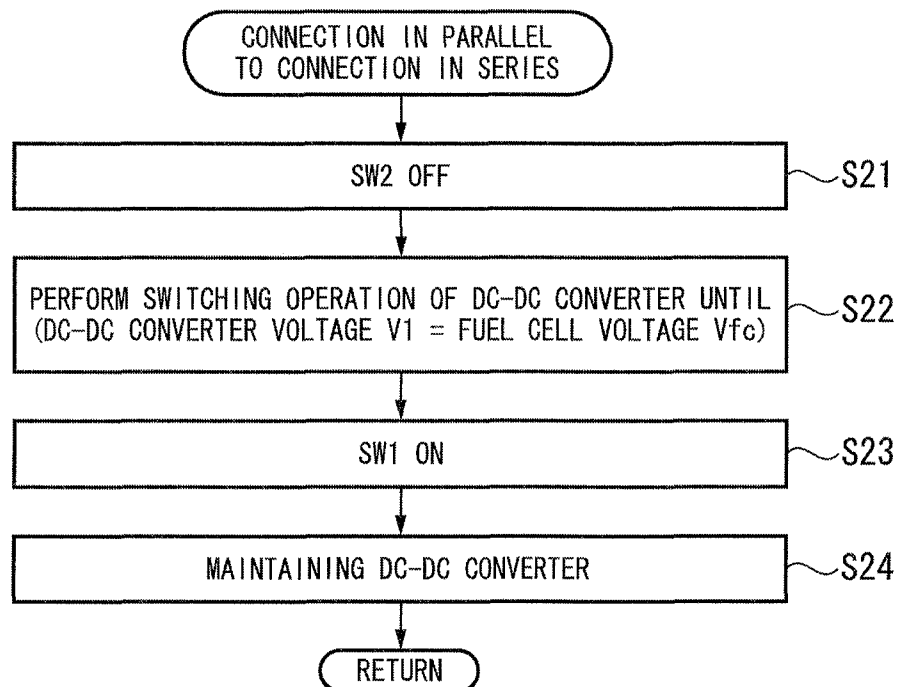 CONNECTION IN PARALLEL
TO CONNECTION IN SERIES
SW2 OFF
S21
PERFORM SWITCHING OPERATION OF DC-DC CONVERTER UNTIL
(DC-DC CONVERTER VOLTAGE V1 = FUEL CELL VOLTAGE Vfc)
S22
SW1 ON
S23
MAINTAINING DC-DC CONVERTER
S24
RETURN